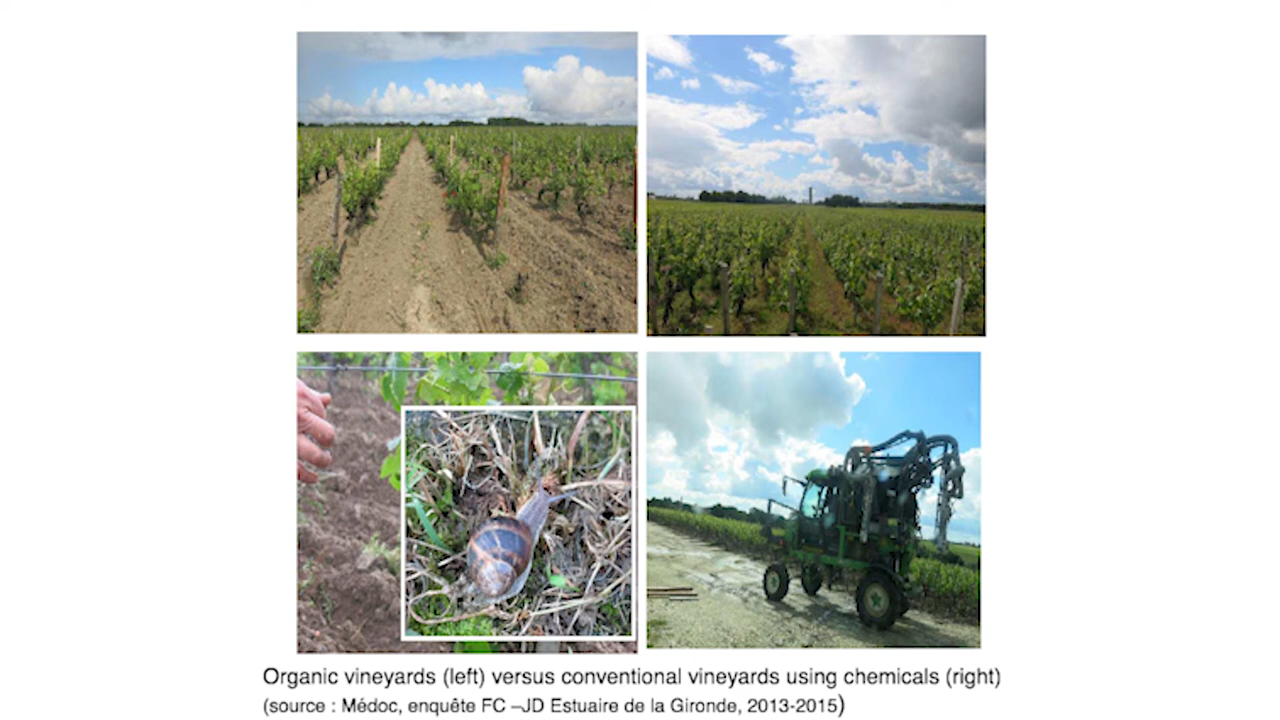 Organic vineyards (left) versus conventional vineyards using chemicals (right)
(source : Médoc, enquête FC –JD Estuaire de la Gironde, 2013-2015)